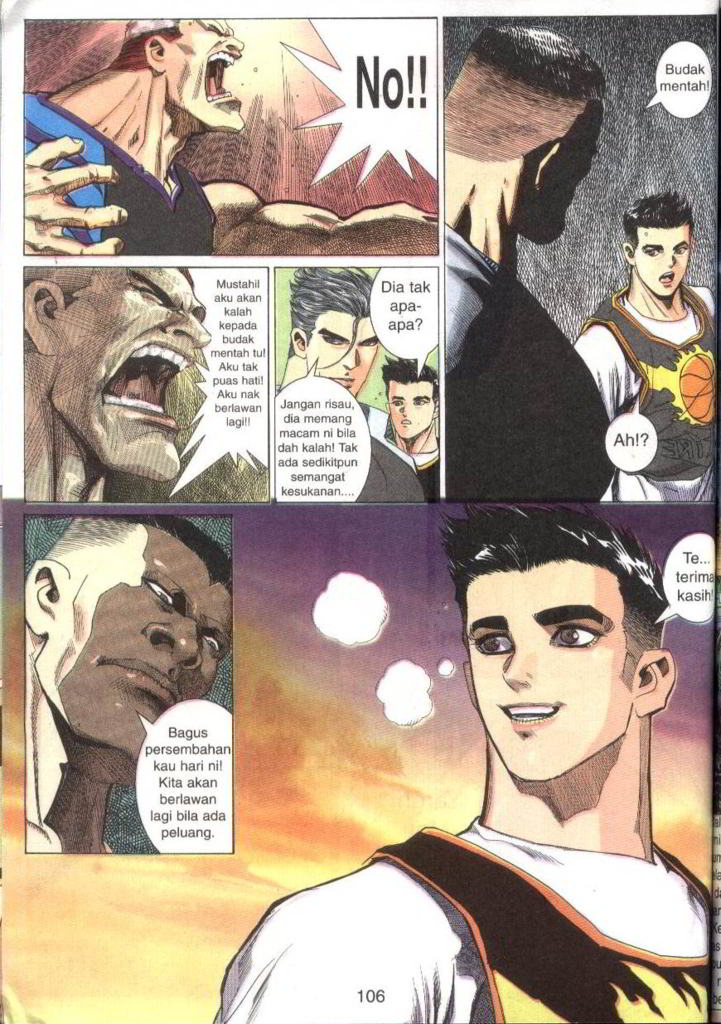 No!!
Budak
mentah!
Mustahil
aku akan
kalah
kepada
budak
mentah tu!
Aku tak
puas hati!
Aku nak
berlawan
lagi!!
Dia tak
apa-
apa?
Jangan risau,
dia memang
macam ni bila
dah kalah! Tak
ada sedikitpun
semangat
kesukanan....
Ah!?
Te...
terima
kasih!
Bagus
persembahan
kau hari ni!
Kita akan
berlawan
lagi bila ada
peluang.
106